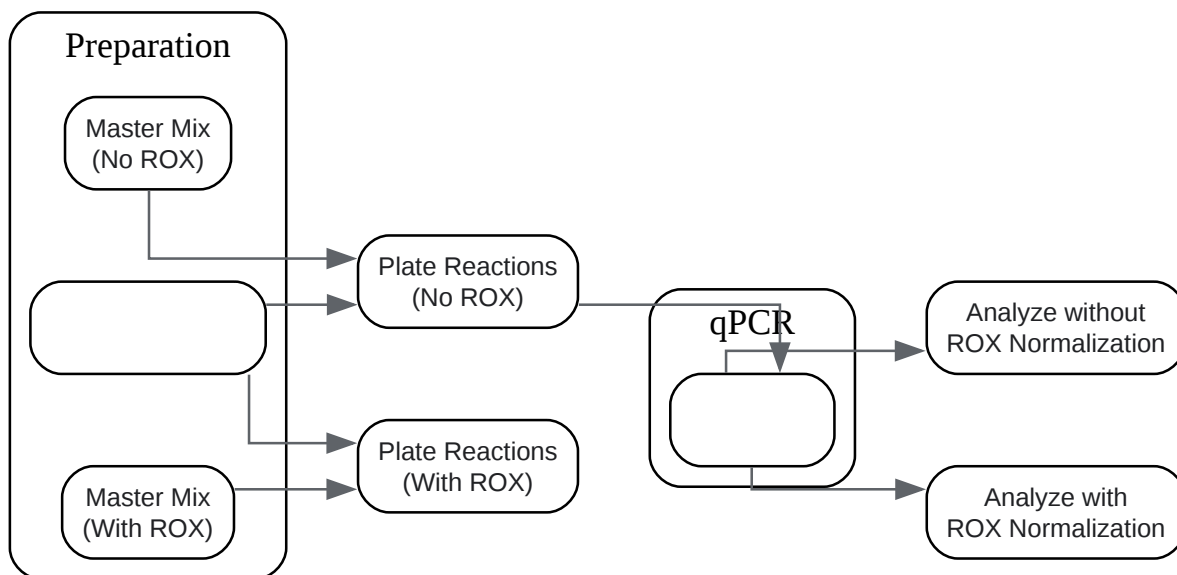 Preparation
Master Mix
(No ROX)
Plate Reactions
(No ROX)
qPCR
Analyze without
ROX Normalization
Plate Reactions
(With ROX)
Master Mix
(With ROX)
Analyze with
ROX Normalization